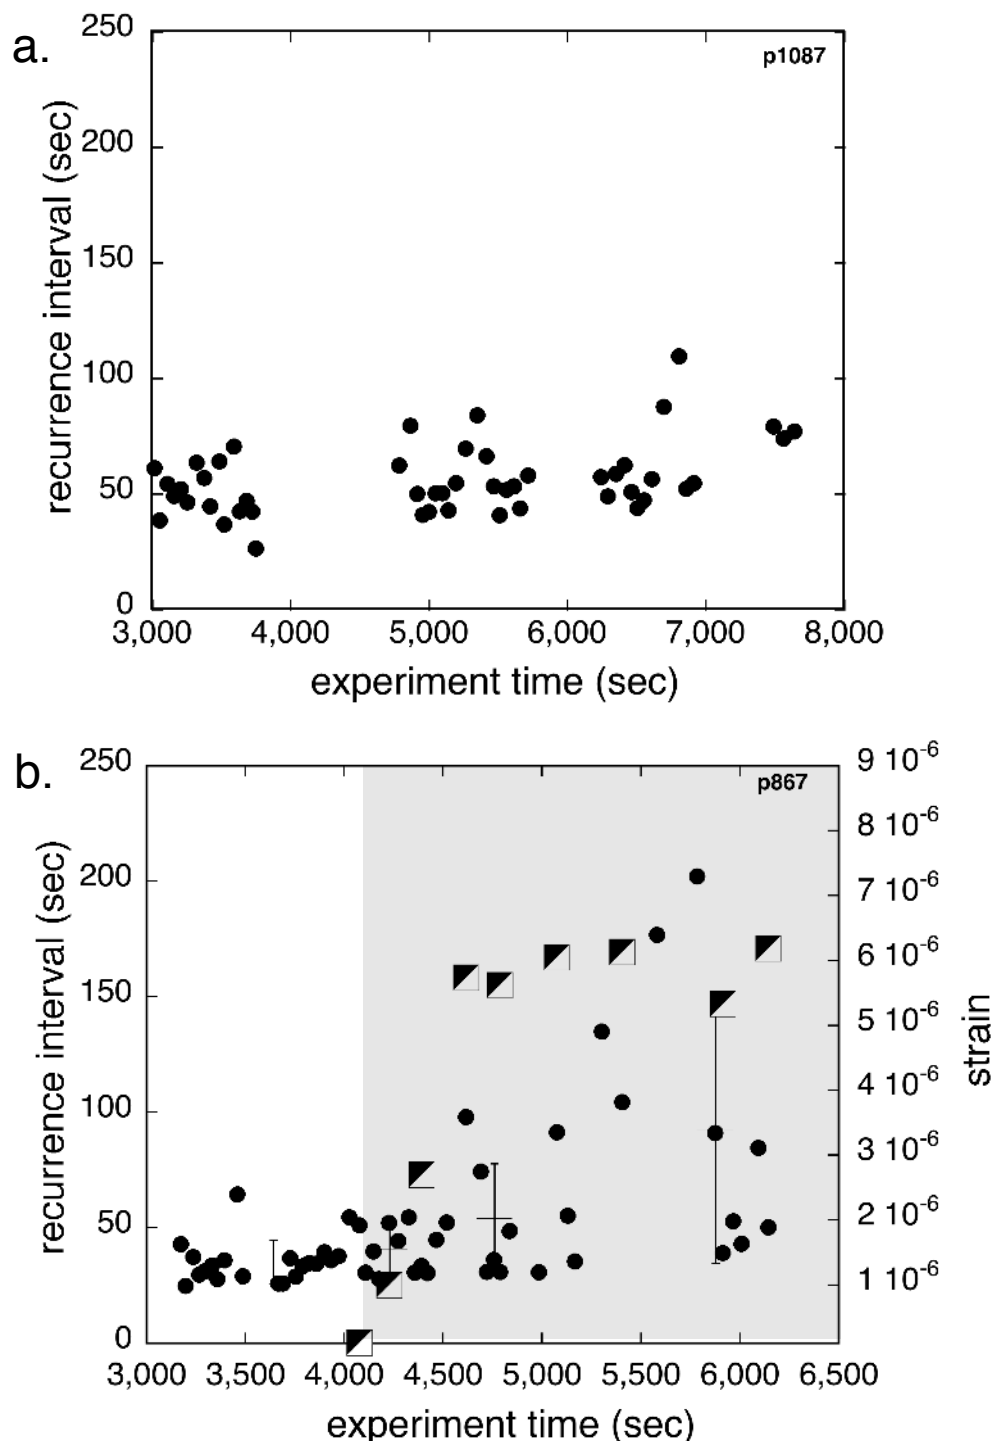 a.
p1087
250
200
150
100
50
0
recurrence interval (sec)
3,000 4,000 5,000 6,000 7,000 8,000
experiment time (sec)
b.
p867
250
200
150
100
50
0
recurrence interval (sec)
9 10-6
8 10-6
7 10-6
6 10-6
5 10-6
4 10-6
3 10-6
2 10-6
1 10-6
strain
3,000 3,500 4,000 4,500 5,000 5,500 6,000 6,500
experiment time (sec)